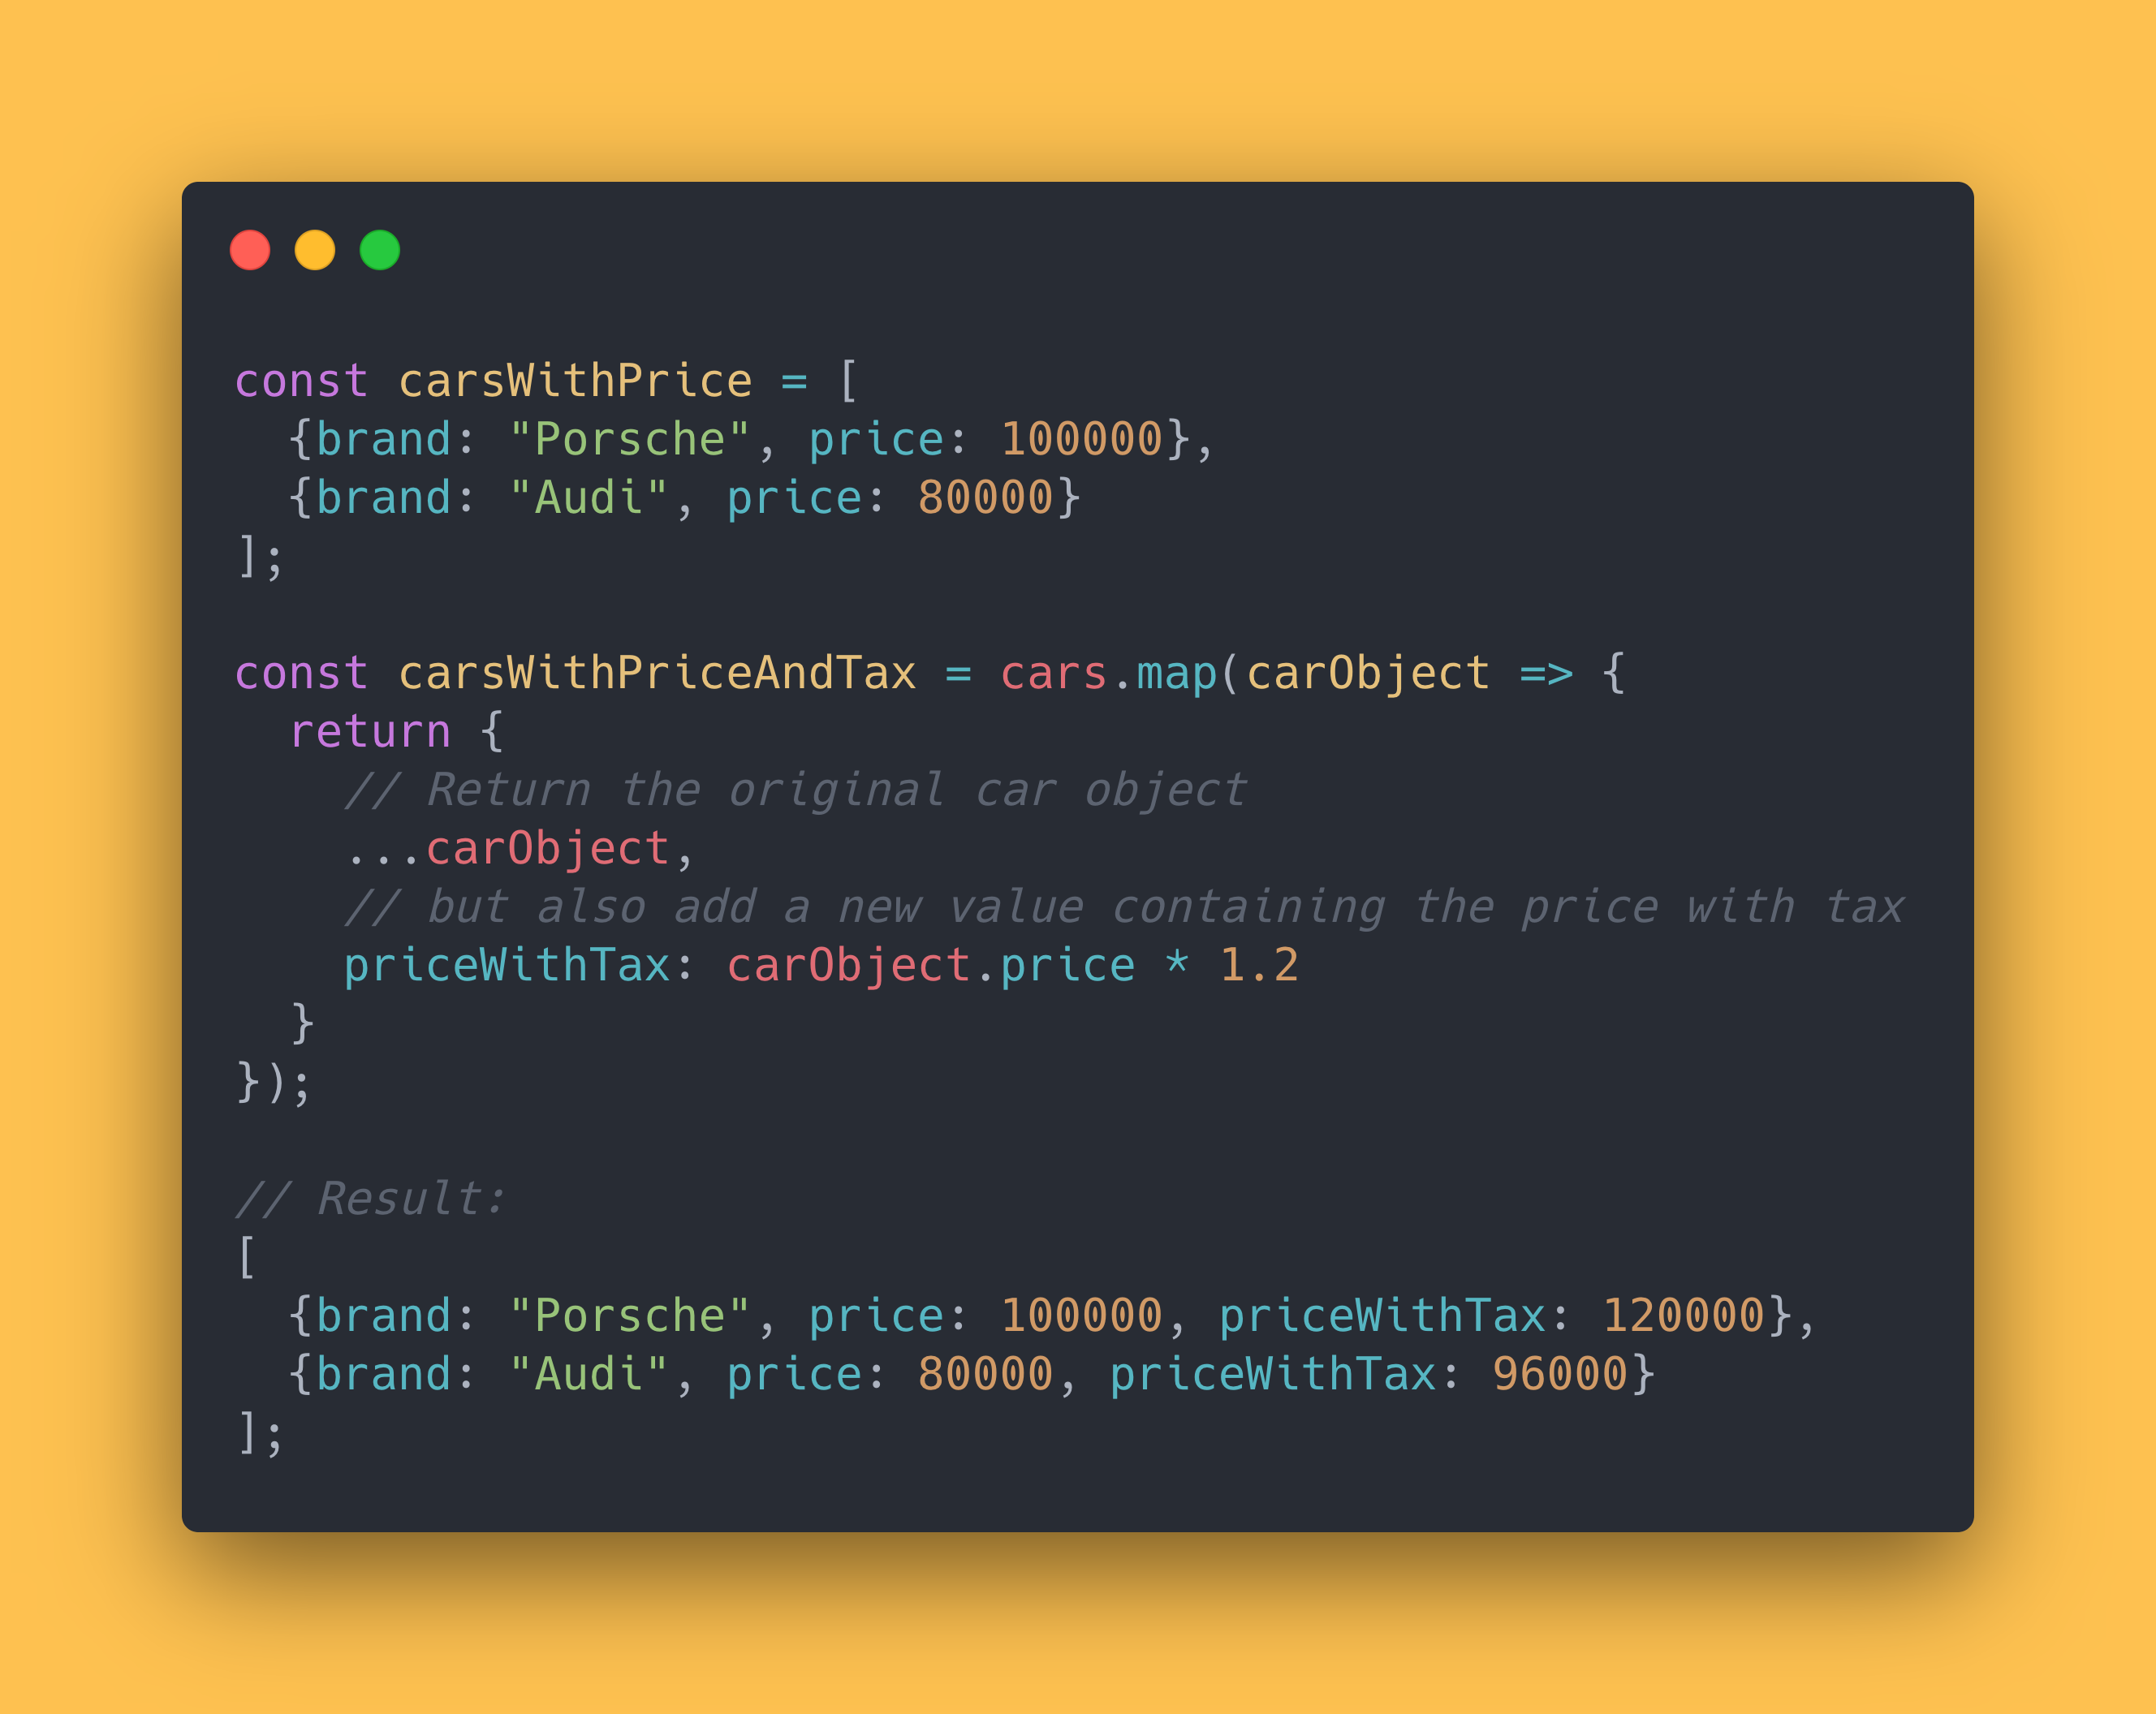 const carsWithPrice = [
  {brand: "Porsche", price: 100000},
  {brand: "Audi", price: 80000}
];

const carsWithPriceAndTax = cars.map(carObject => {
  return {
    // Return the original car object
    ...carObject,
    // but also add a new value containing the price with tax
    priceWithTax: carObject.price * 1.2
  }
});

// Result:
[
  {brand: "Porsche", price: 100000, priceWithTax: 120000},
  {brand: "Audi", price: 80000, priceWithTax: 96000}
];